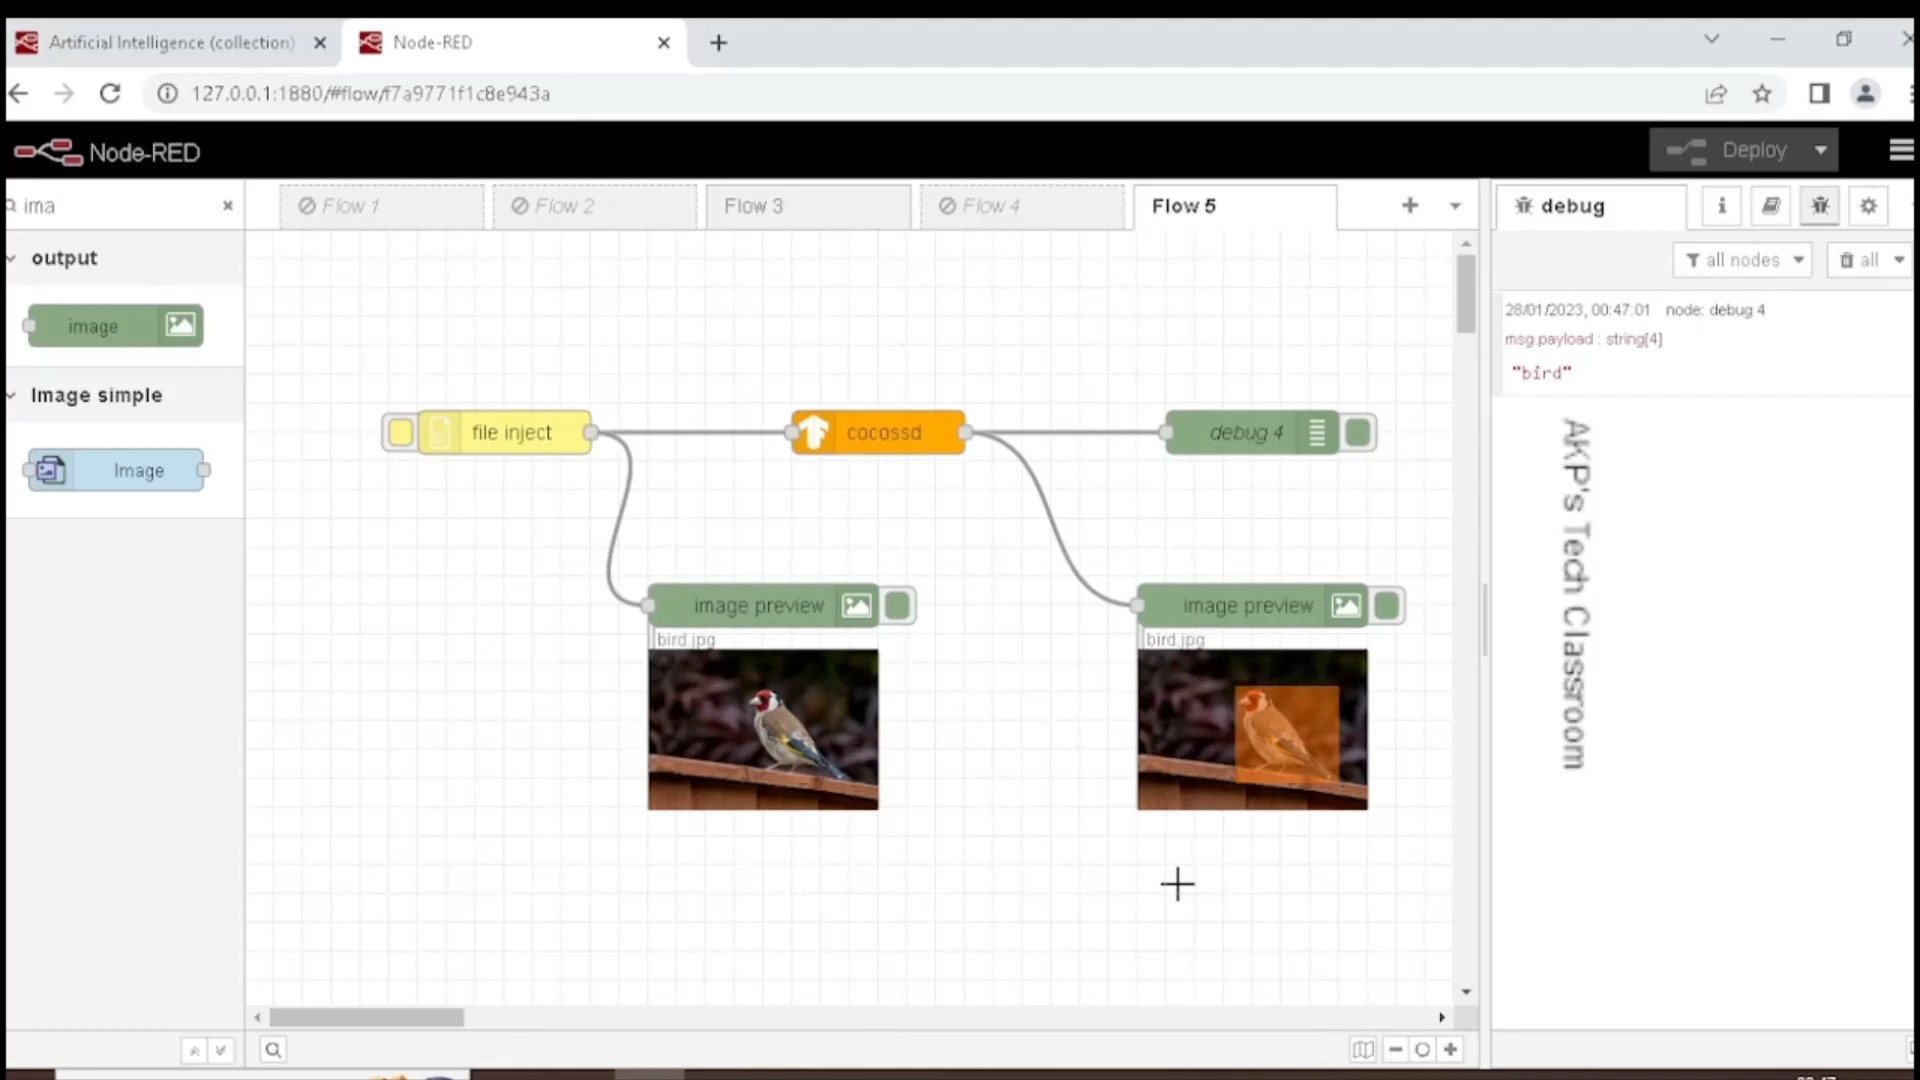 Artificial Intelligence (collection)
Node-RED
127.0.0.1:1880/#flow/f7a9771f1c8e943a
Node-RED
Deploy
ima
Flow 1
Flow 2
Flow 3
Flow 4
Flow 5
debug
output
all nodes
all
image
28/01/2023, 00:47:01 node: debug 4
msg.payload : string[4]
"bird"
Image simple
Image
file inject
cocossd
debug 4
image preview
bird.jpg
image preview
bird.jpg
AKP's Tech Classroom